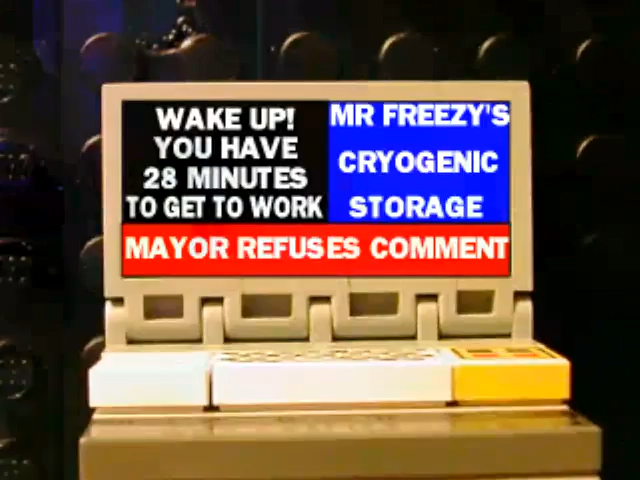 WAKE UP!
YOU HAVE
28 MINUTES
TO GET TO WORK
MR FREEZY'S
CRYOGENIC
STORAGE
MAYOR REFUSES COMMENT